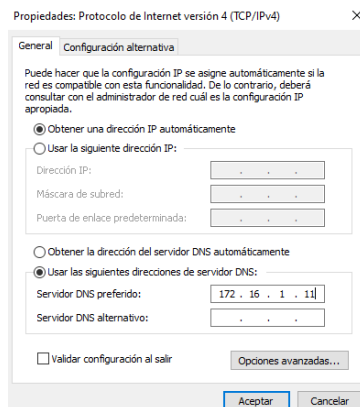 Propiedades: Protocolo de Internet versión 4 (TCP/IPv4)
General Configuración alternativa
Puede hacer que la configuración IP se asigne automáticamente si la
red es compatible con esta funcionalidad. De lo contrario, deberá
consultar con el administrador de red cuál es la configuración IP
apropiada.
Obtener una dirección IP automáticamente
Usar la siguiente dirección IP:
Dirección IP: . . .
Máscara de subred: . . .
Puerta de enlace predeterminada: . . .
Obtener la dirección del servidor DNS automáticamente
Usar las siguientes direcciones de servidor DNS:
Servidor DNS preferido: 172 . 16 . 1 . 11
Servidor DNS alternativo: . . .
Validar configuración al salir Opciones avanzadas...
Aceptar Cancelar